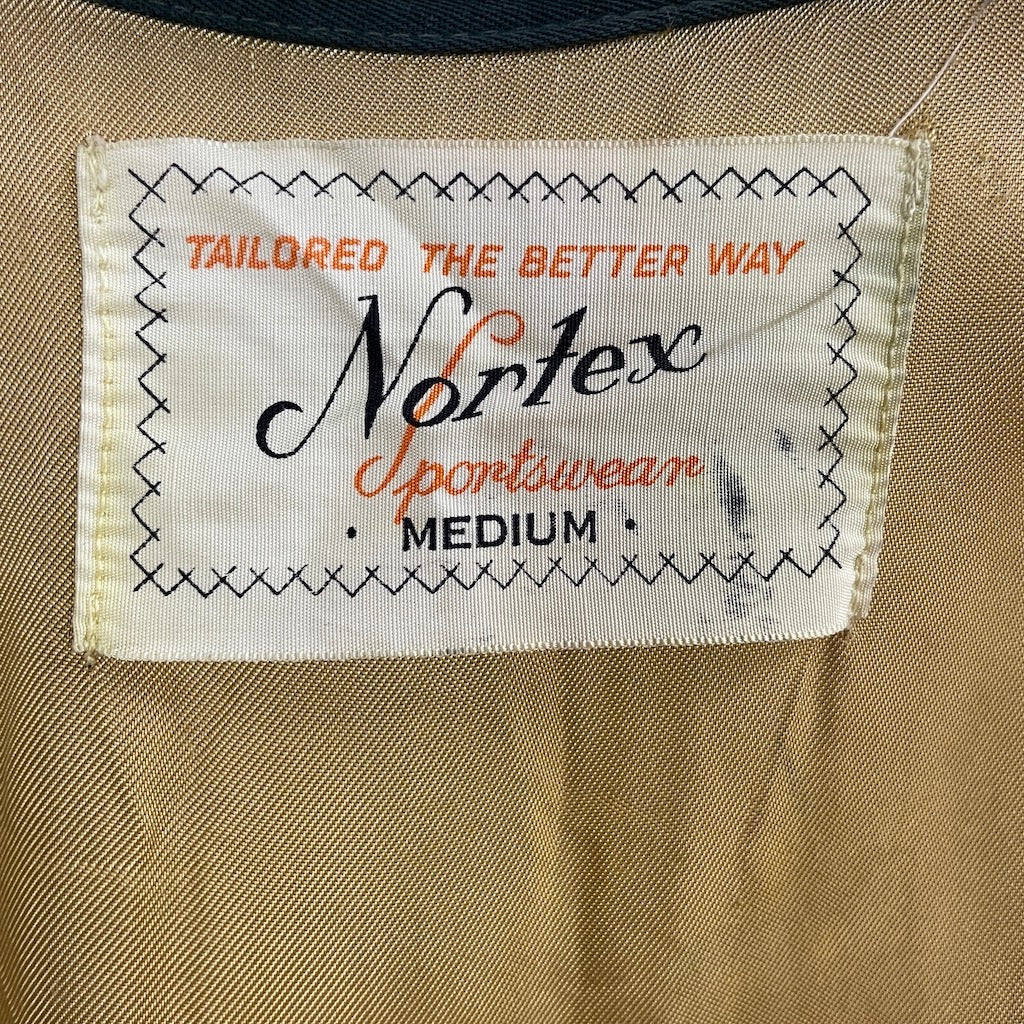 TAILORED THE BETTER WAY
Nortex
Sportswear
· MEDIUM ·